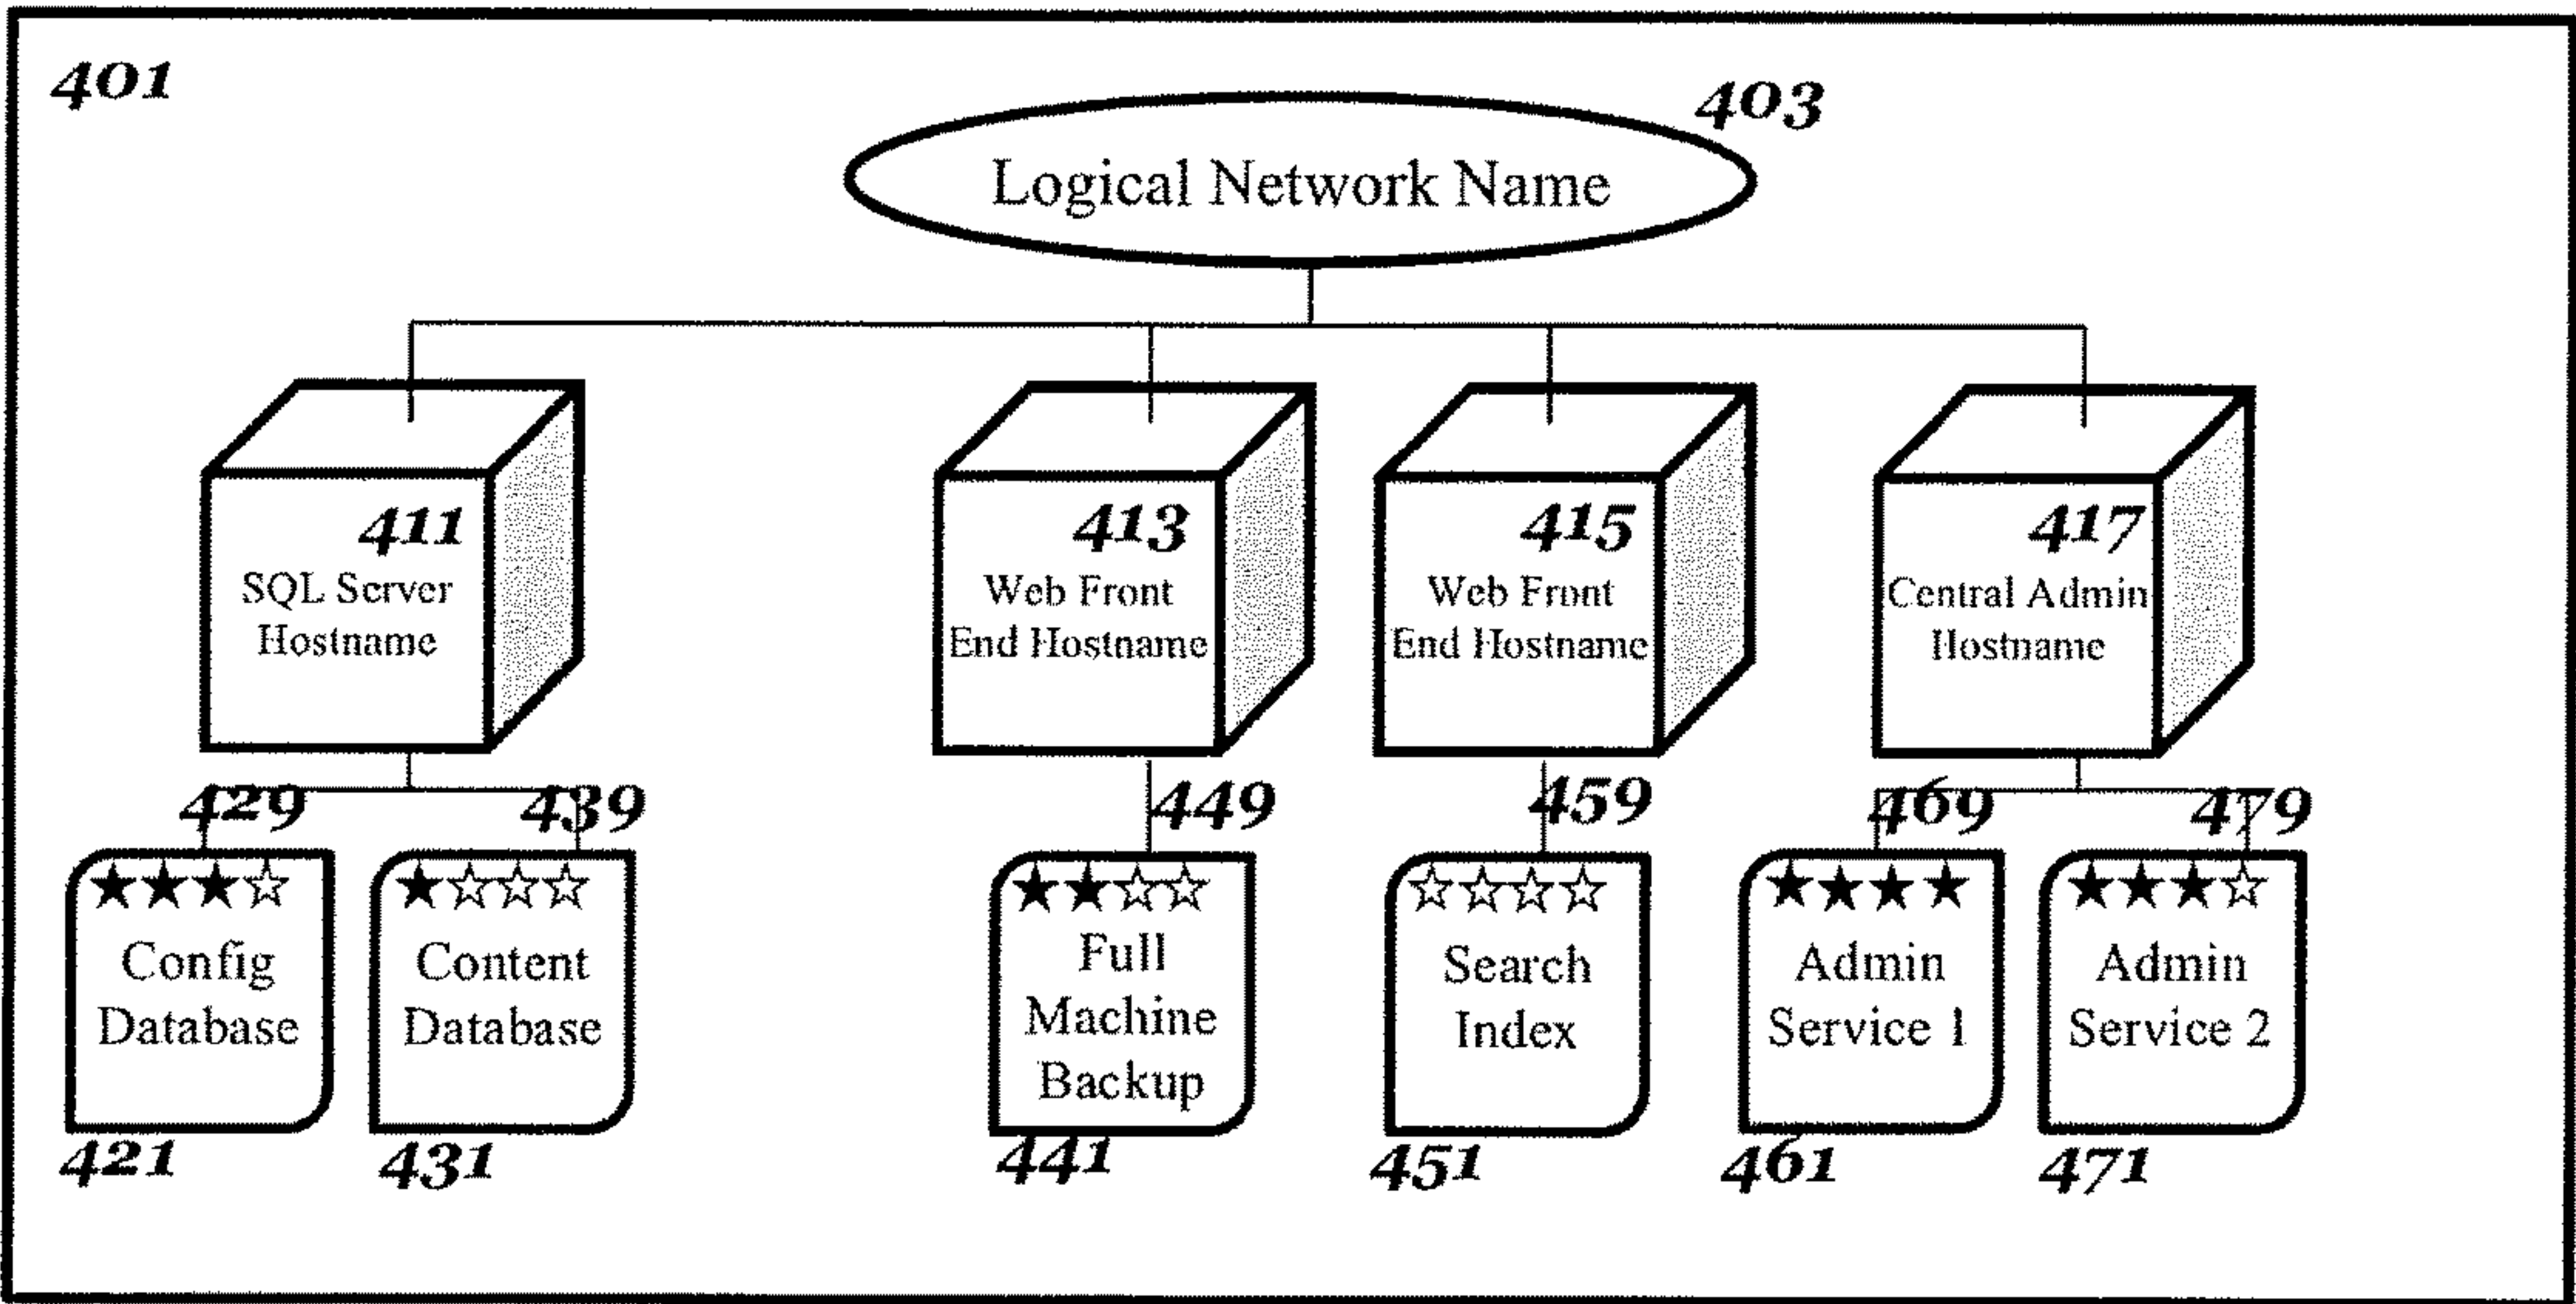 401
403
Logical Network Name
411
SQL Server
Hostname
413
Web Front
End Hostname
415
Web Front
End Hostname
417
Central Admin
Hostname
429
439
449
459
469
479
Config
Database
421
Content
Database
431
Full
Machine
Backup
441
Search
Index
451
Admin
Service 1
461
Admin
Service 2
471